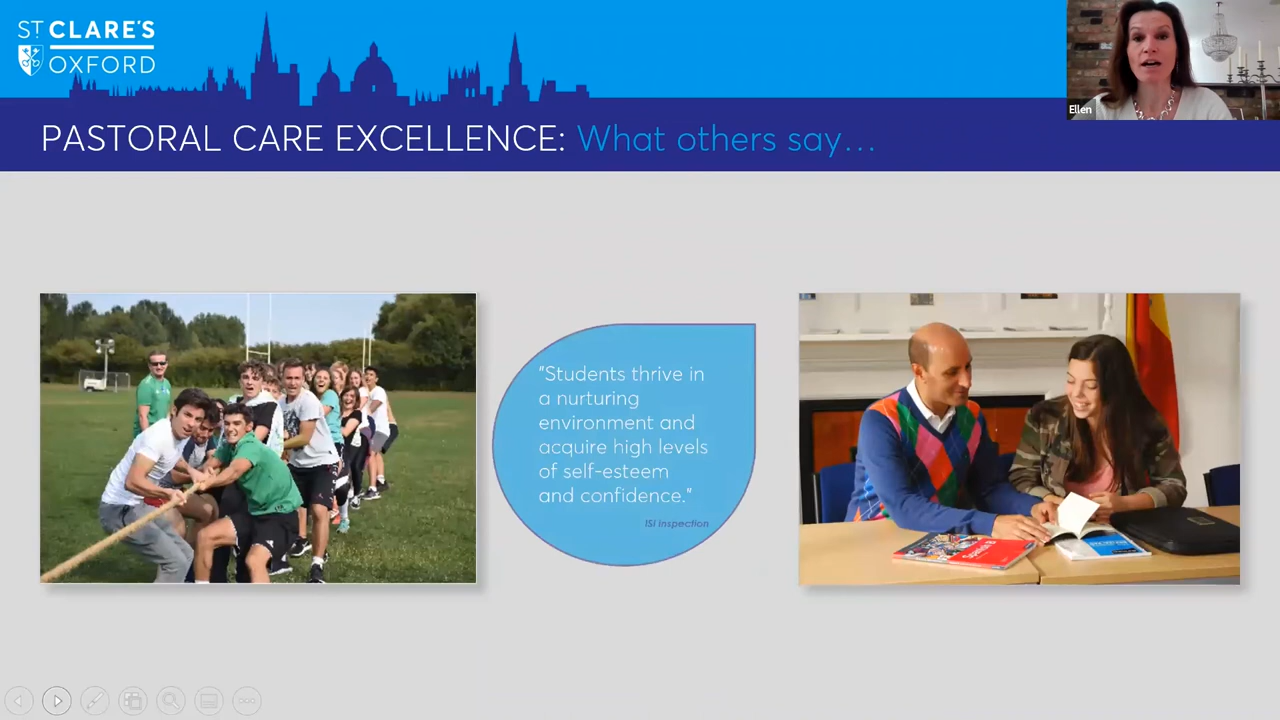 ST CLARE'S
OXFORD
Ellen
PASTORAL CARE EXCELLENCE: What others say...
"Students thrive in
a nurturing
environment and
acquire high levels
of self-esteem
and confidence."
ISI Inspection
Spanish B